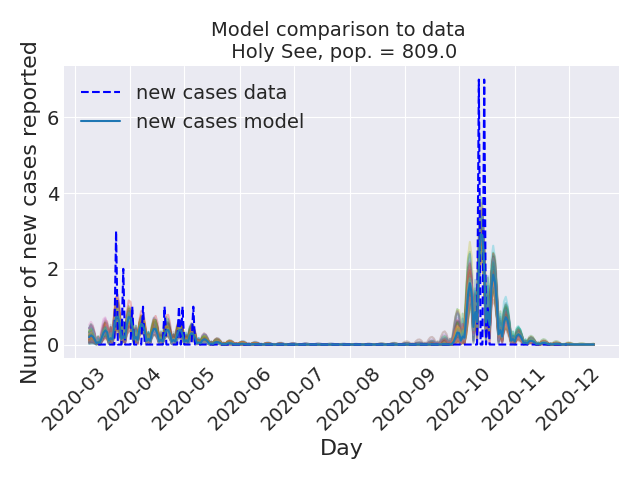 Model comparison to data
Holy See, pop. = 809.0
Number of new cases reported
new cases data
new cases model
6
4
2
0
2020-03
2020-04
2020-05
2020-06
2020-07
2020-08
2020-09
2020-10
2020-11
2020-12
Day